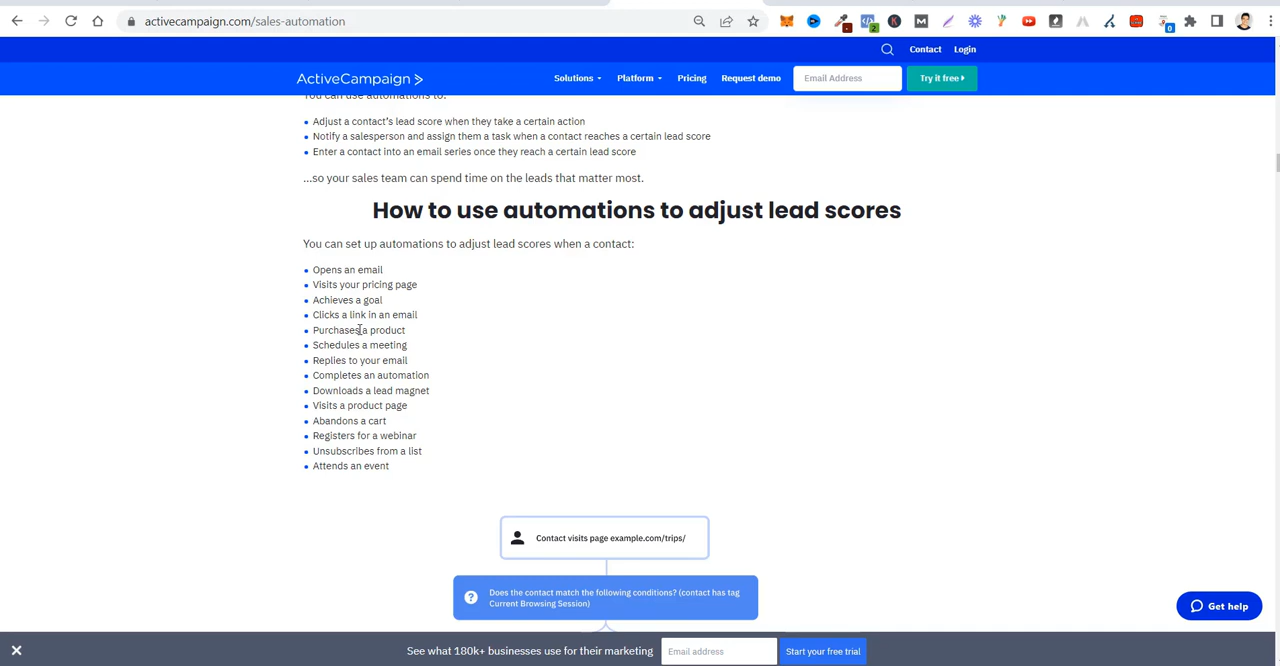 activecampaign.com/sales-automation
2
0
Contact
Login
ActiveCampaign >
Solutions
Platform
Pricing
Request demo
Email Address
Try it free
You can use automations to:
Adjust a contact's lead score when they take a certain action
Notify a salesperson and assign them a task when a contact reaches a certain lead score
Enter a contact into an email series once they reach a certain lead score
...so your sales team can spend time on the leads that matter most.
How to use automations to adjust lead scores
You can set up automations to adjust lead scores when a contact:
Opens an email
Visits your pricing page
Achieves a goal
Clicks a link in an email
Purchases a product
Schedules a meeting
Replies to your email
Completes an automation
Downloads a lead magnet
Visits a product page
Abandons a cart
Registers for a webinar
Unsubscribes from a list
Attends an event
Contact visits page example.com/trips/
Does the contact match the following conditions? (contact has tag
Current Browsing Session)
Get help
See what 180k+ businesses use for their marketing
Email address
Start your free trial